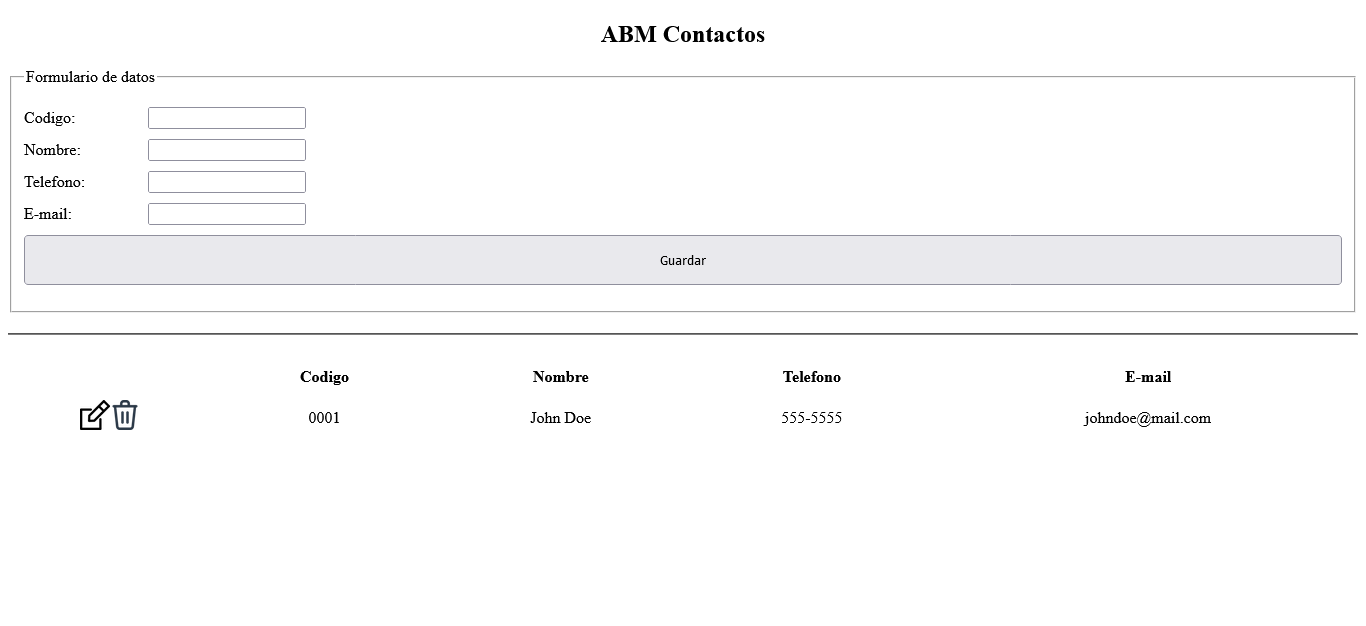 ABM Contactos
Formulario de datos
Codigo:
Nombre:
Telefono:
E-mail:
Guardar
Codigo Nombre Telefono E-mail
0001 John Doe 555-5555 johndoe@mail.com